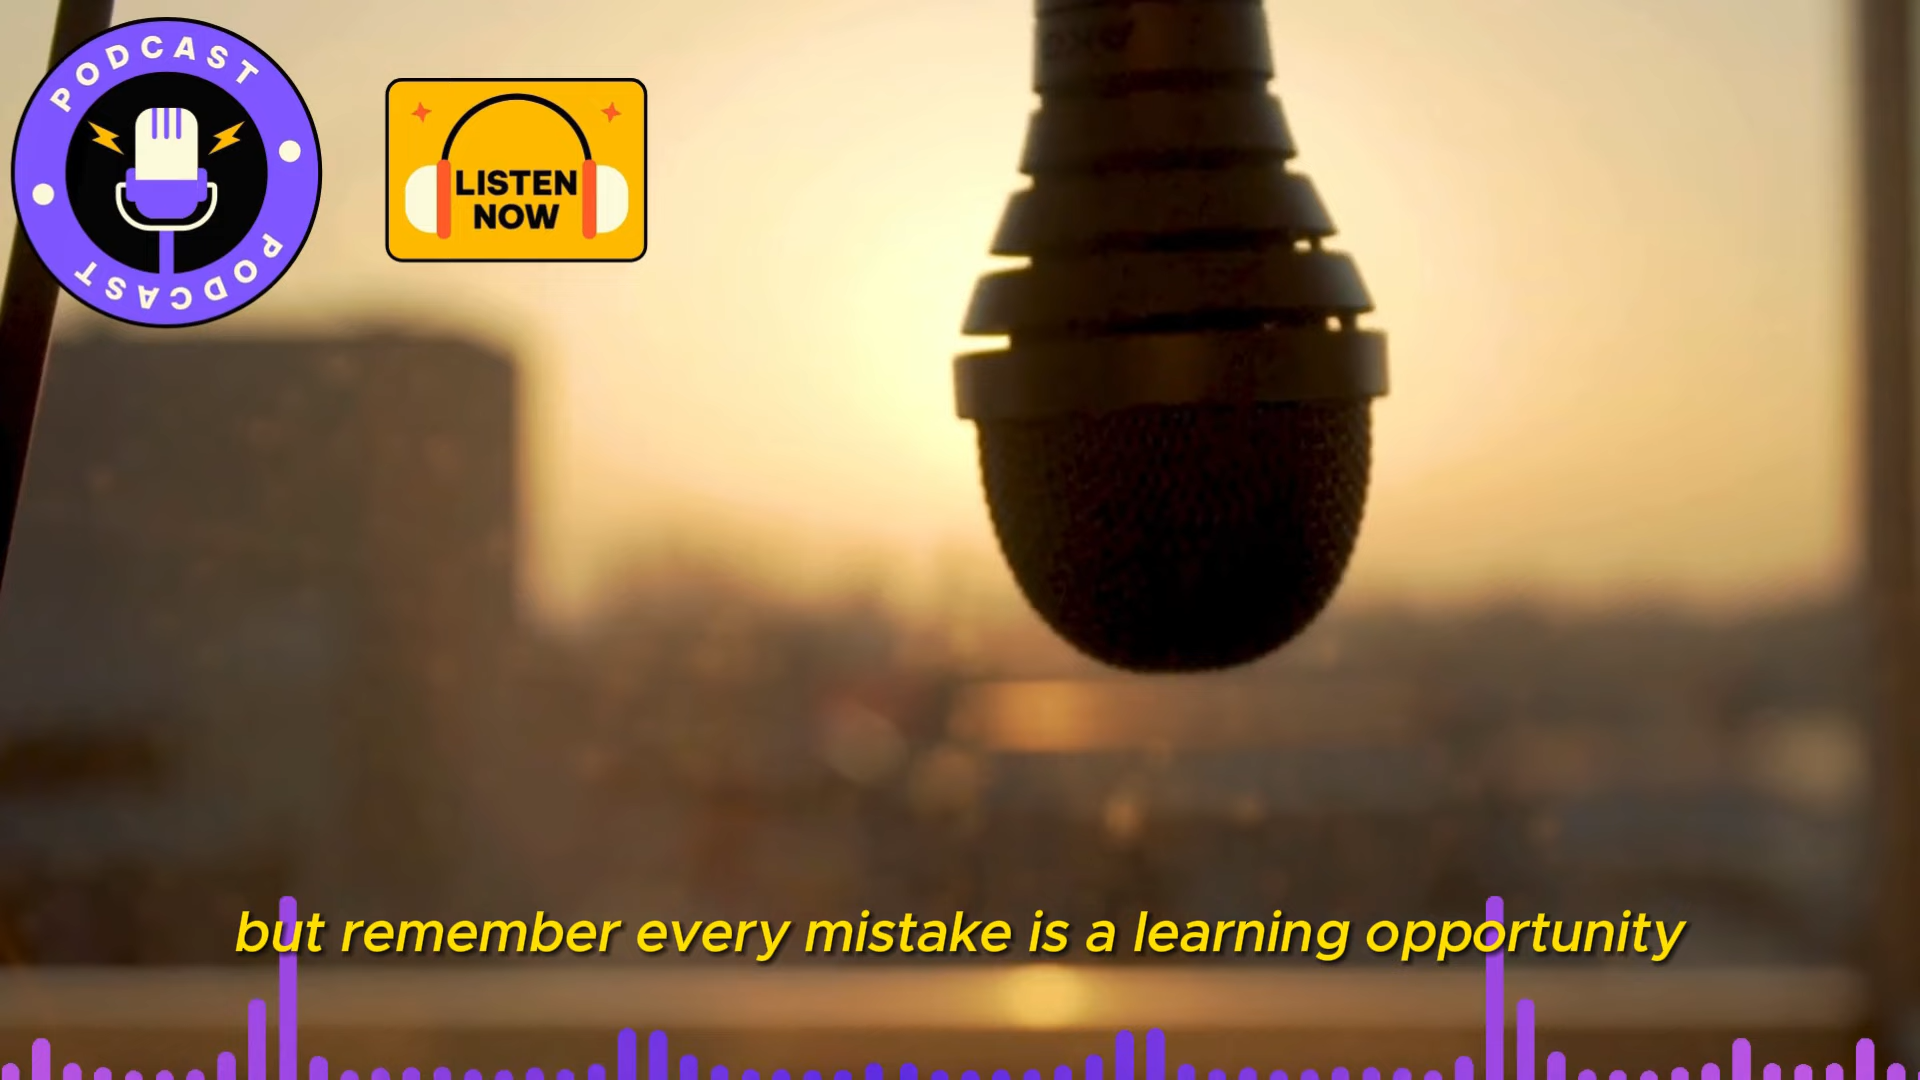 PODCAST
PODCAST
LISTEN
NOW
but remember every mistake is a learning opportunity